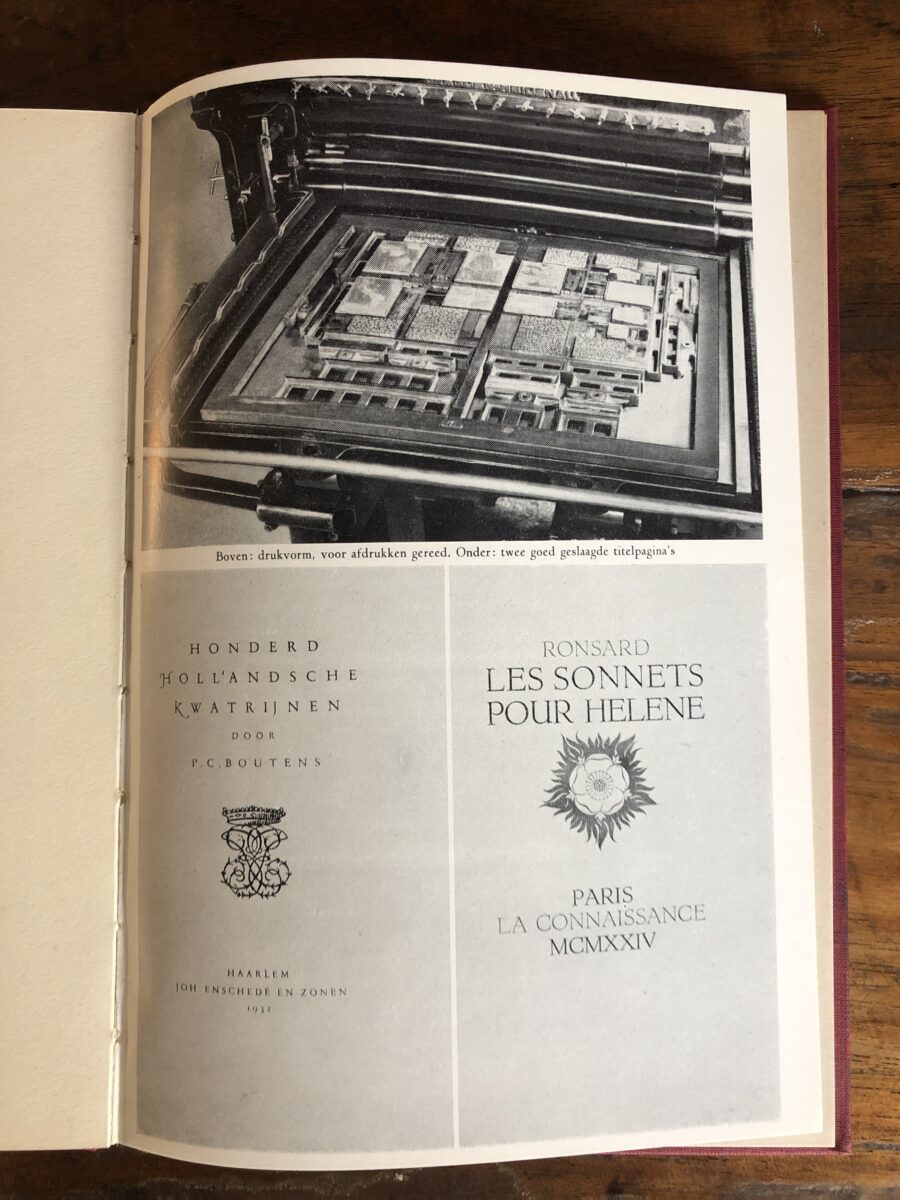 Boven: drukvorm, voor afdrukken gereed. Onder: twee goed geslaagde titelpagina's
HONDERD
HOLL'ANDSCHE
KWATRIJNEN
DOOR
P.C.BOUTENS
HAARLEM
JOH. ENSCHEDÉ EN ZONEN
1932
RONSARD
LES SONNETS
POUR HELENE
PARIS
LA CONNAISSANCE
MCMXXIV